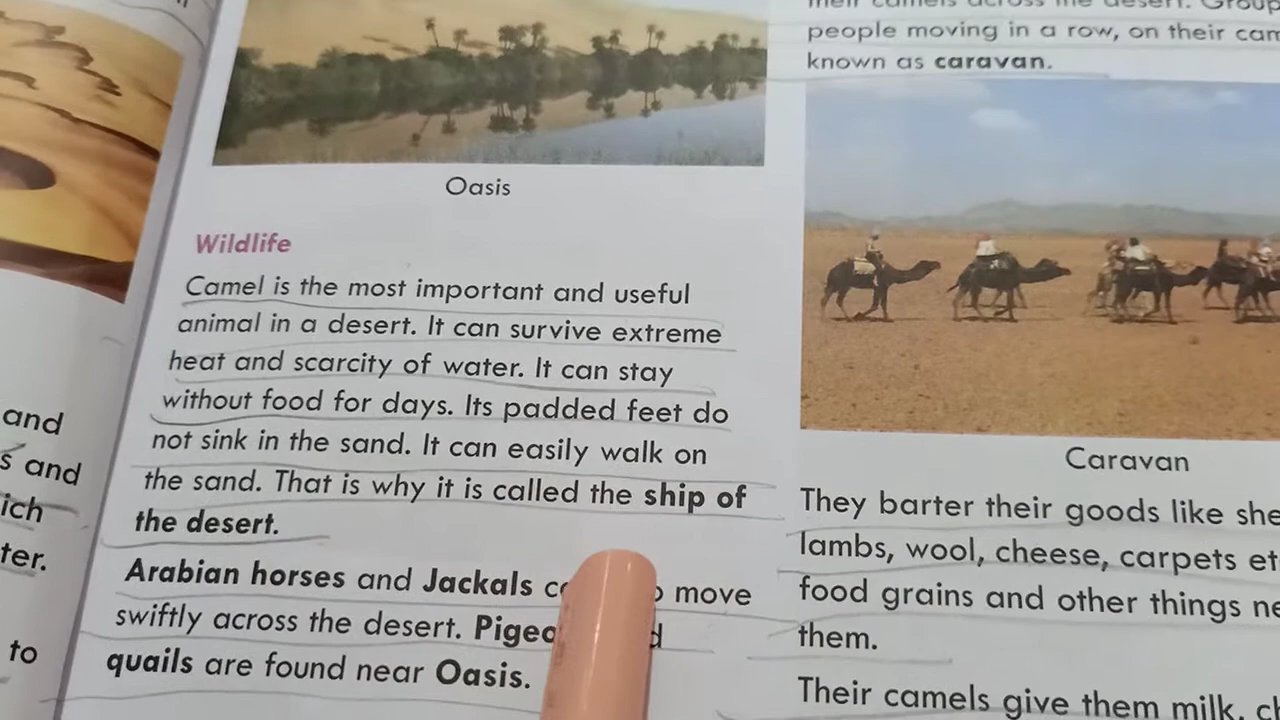 and
s and
ich
ter.
to
Oasis
Wildlife
Camel is the most important and useful
animal in a desert. It can survive extreme
heat and scarcity of water. It can stay
without food for days. Its padded feet do
not sink in the sand. It can easily walk on
the sand. That is why it is called the ship of
the desert.
Arabian horses and Jackals move
swiftly across the desert.
quails are found near Oasis.
their camels across the desert.
people moving in a row, on their
known as caravan.
Caravan
They barter their goods like
lambs, wool, cheese, carpets
food grains and other things
them.
Their camels give them milk,